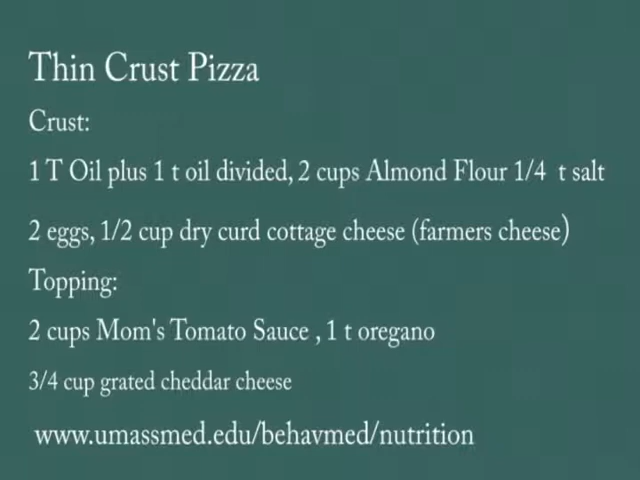 Thin Crust Pizza
Crust:
1 T Oil plus 1 t oil divided, 2 cups Almond Flour 1/4 t salt
2 eggs, 1/2 cup dry curd cottage cheese (farmers cheese)
Topping:
2 cups Mom's Tomato Sauce , 1 t oregano
3/4 cup grated cheddar cheese
www.umassmed.edu/behavmed/nutrition